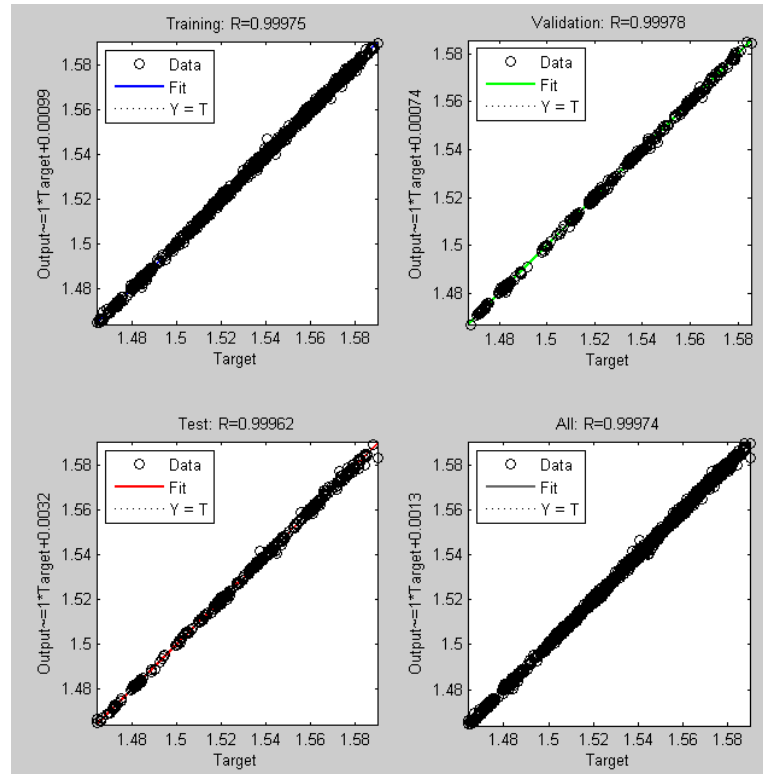 Training: R=0.99975
Output~=1*Target+0.00099
1.58
1.56
1.54
1.52
1.5
1.48
Data
Fit
Y = T
1.48 1.5 1.52 1.54 1.56 1.58
Target
Validation: R=0.99978
Output~=1*Target+0.00074
1.58
1.56
1.54
1.52
1.5
1.48
Data
Fit
Y = T
1.48 1.5 1.52 1.54 1.56 1.58
Target
Test: R=0.99962
Output~=1*Target+0.0032
1.58
1.56
1.54
1.52
1.5
1.48
Data
Fit
Y = T
1.48 1.5 1.52 1.54 1.56 1.58
Target
All: R=0.99974
Output~=1*Target+0.0013
1.58
1.56
1.54
1.52
1.5
1.48
Data
Fit
Y = T
1.48 1.5 1.52 1.54 1.56 1.58
Target